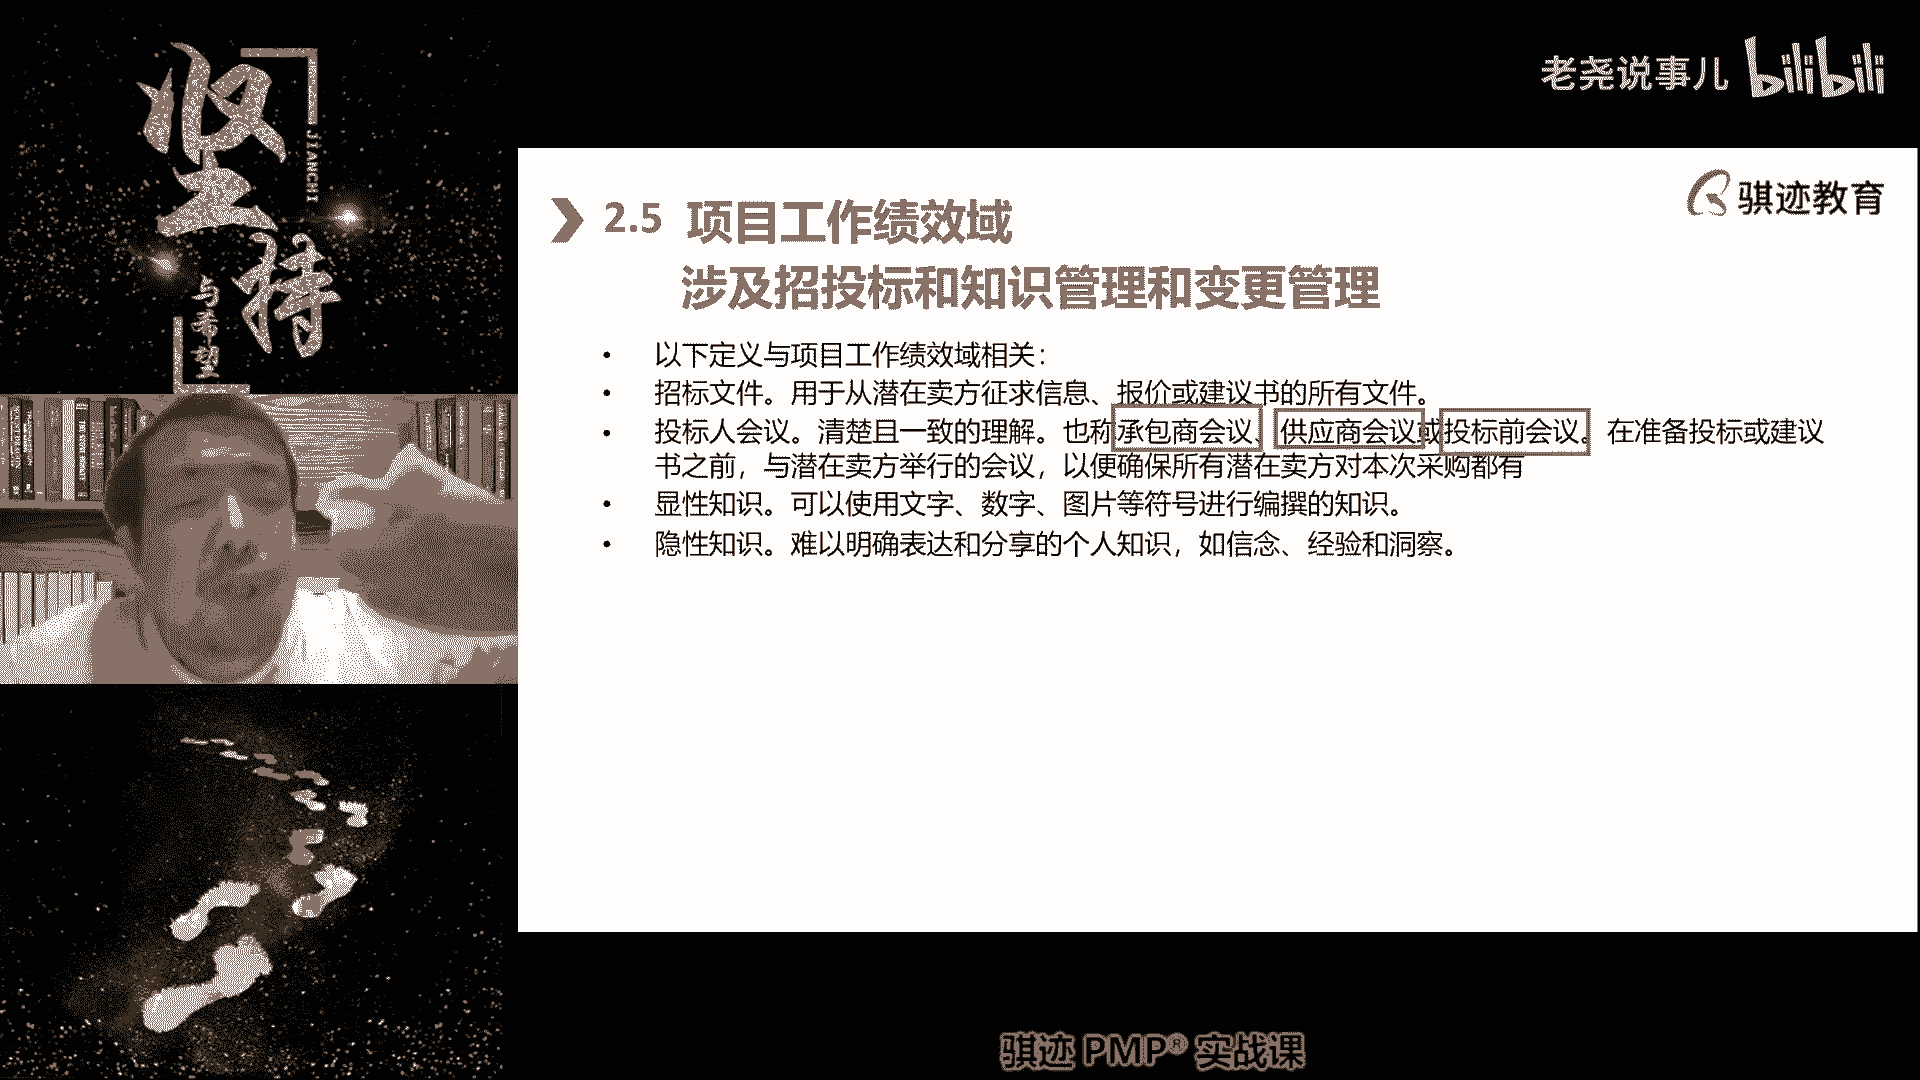 坚持
JIANCHI
与希望
老尧说事儿 bilibili
骐迹教育
2.5 项目工作绩效域
涉及招投标和知识管理和变更管理
• 以下定义与项目工作绩效域相关：
• 招标文件。用于从潜在卖方征求信息、报价或建议书的所有文件。
• 投标人会议。清楚且一致的理解。也称承包商会议、供应商会议或投标前会议。在准备投标或建议
书之前，与潜在卖方举行的会议，以便确保所有潜在卖方对本次采购都有
• 显性知识。可以使用文字、数字、图片等符号进行编撰的知识。
• 隐性知识。难以明确表达和分享的个人知识，如信念、经验和洞察。
骐迹 PMP® 实战课